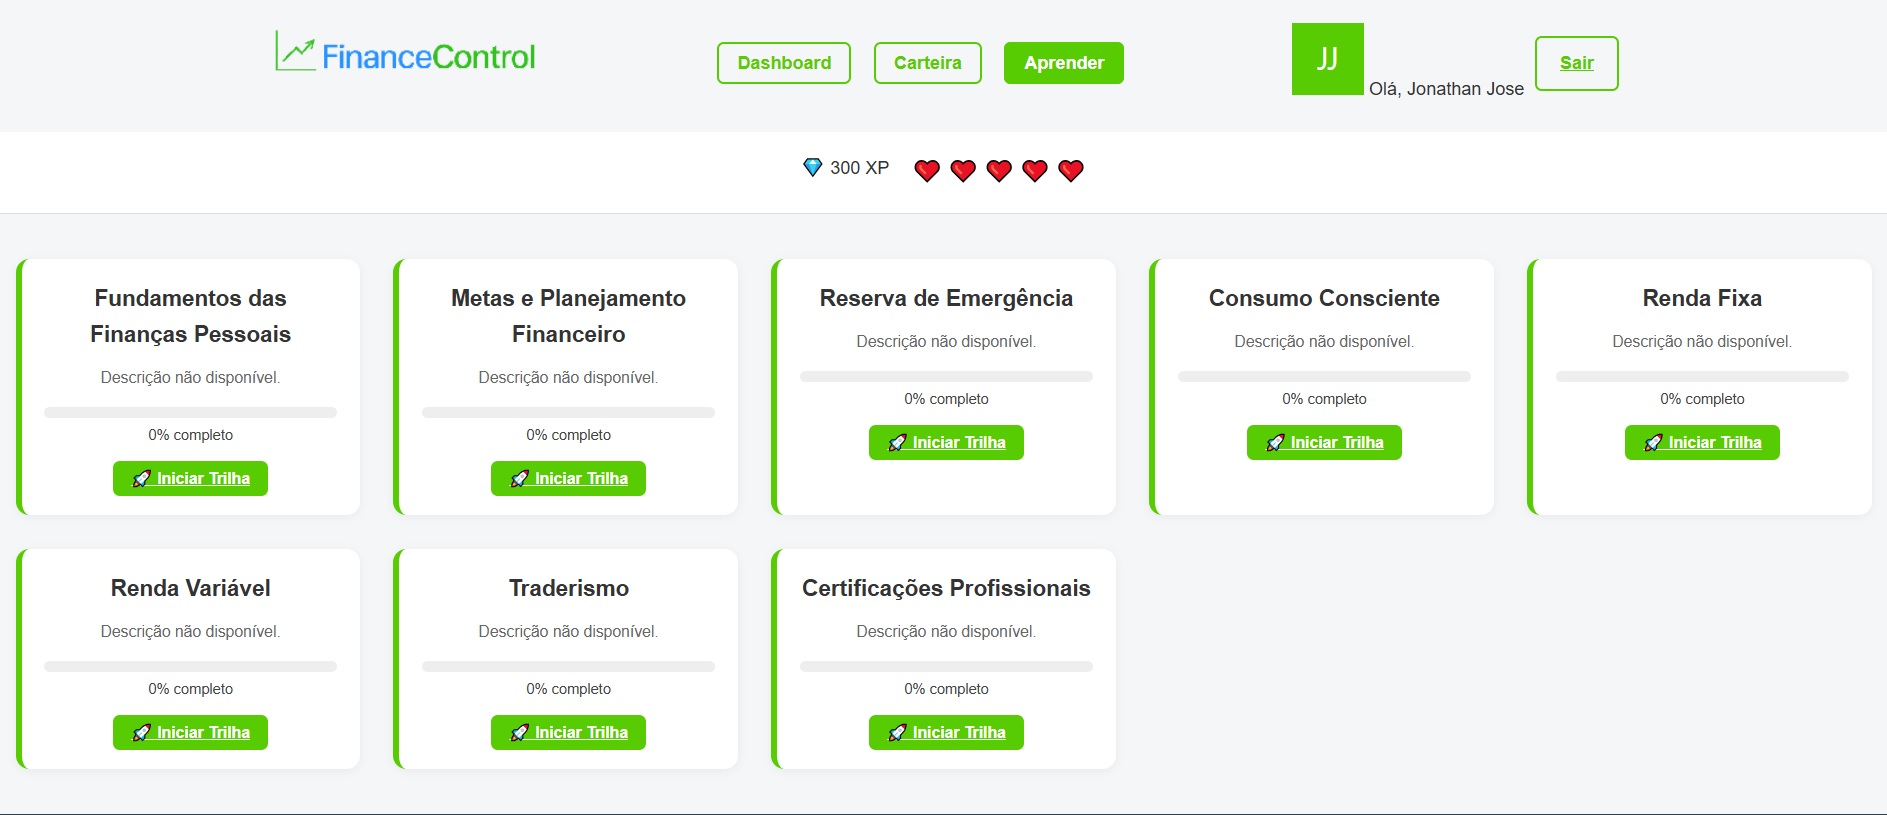 FinanceControl
Dashboard
Carteira
Aprender
JJ
Olá, Jonathan Jose
Sair
300 XP
Fundamentos das
Finanças Pessoais
Descrição não disponível.
0% completo
Iniciar Trilha
Metas e Planejamento
Financeiro
Descrição não disponível.
0% completo
Iniciar Trilha
Reserva de Emergência
Descrição não disponível.
0% completo
Iniciar Trilha
Consumo Consciente
Descrição não disponível.
0% completo
Iniciar Trilha
Renda Fixa
Descrição não disponível.
0% completo
Iniciar Trilha
Renda Variável
Descrição não disponível.
0% completo
Iniciar Trilha
Traderismo
Descrição não disponível.
0% completo
Iniciar Trilha
Certificações Profissionais
Descrição não disponível.
0% completo
Iniciar Trilha